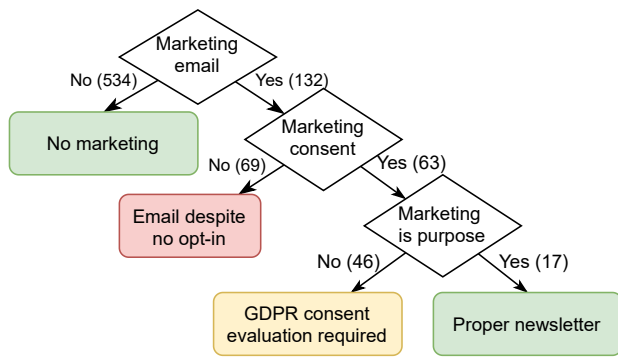 Marketing
email
No (534)
Yes (132)
No marketing
Marketing
consent
No (69)
Yes (63)
Email despite
no opt-in
Marketing
is purpose
No (46)
Yes (17)
GDPR consent
evaluation required
Proper newsletter